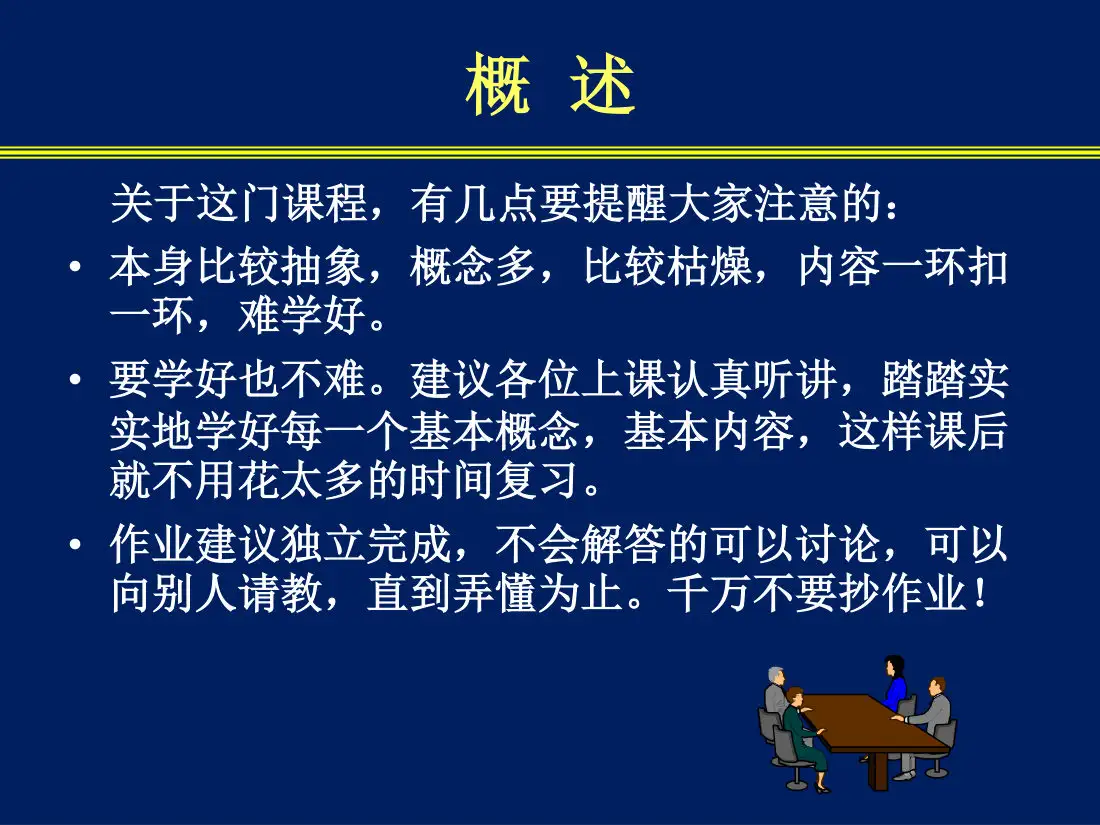 概 述
关于这门课程，有几点要提醒大家注意的：
• 本身比较抽象，概念多，比较枯燥，内容一环扣
一环，难学好。
• 要学好也不难。建议各位上课认真听讲，踏踏实
实地学好每一个基本概念，基本内容，这样课后
就不用花太多的时间复习。
• 作业建议独立完成，不会解答的可以讨论，可以
向别人请教，直到弄懂为止。千万不要抄作业！